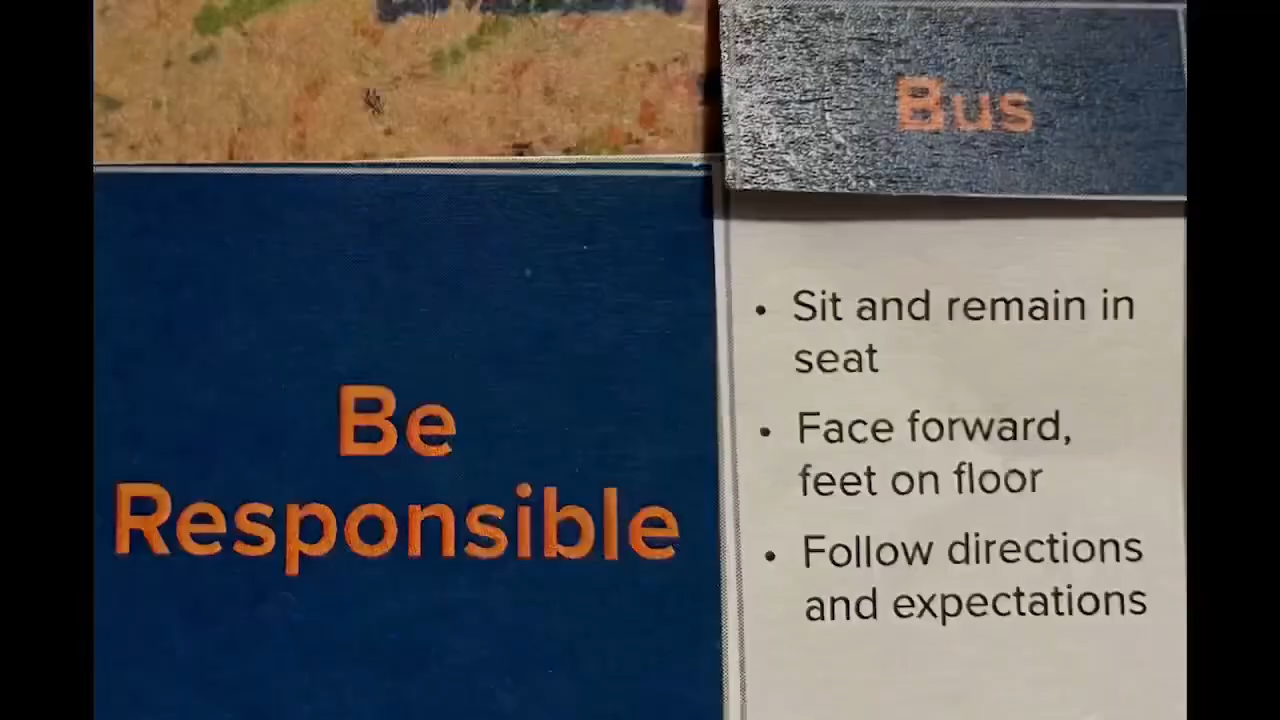 Bus
Be
Responsible
• Sit and remain in
seat
• Face forward,
feet on floor
• Follow directions
and expectations